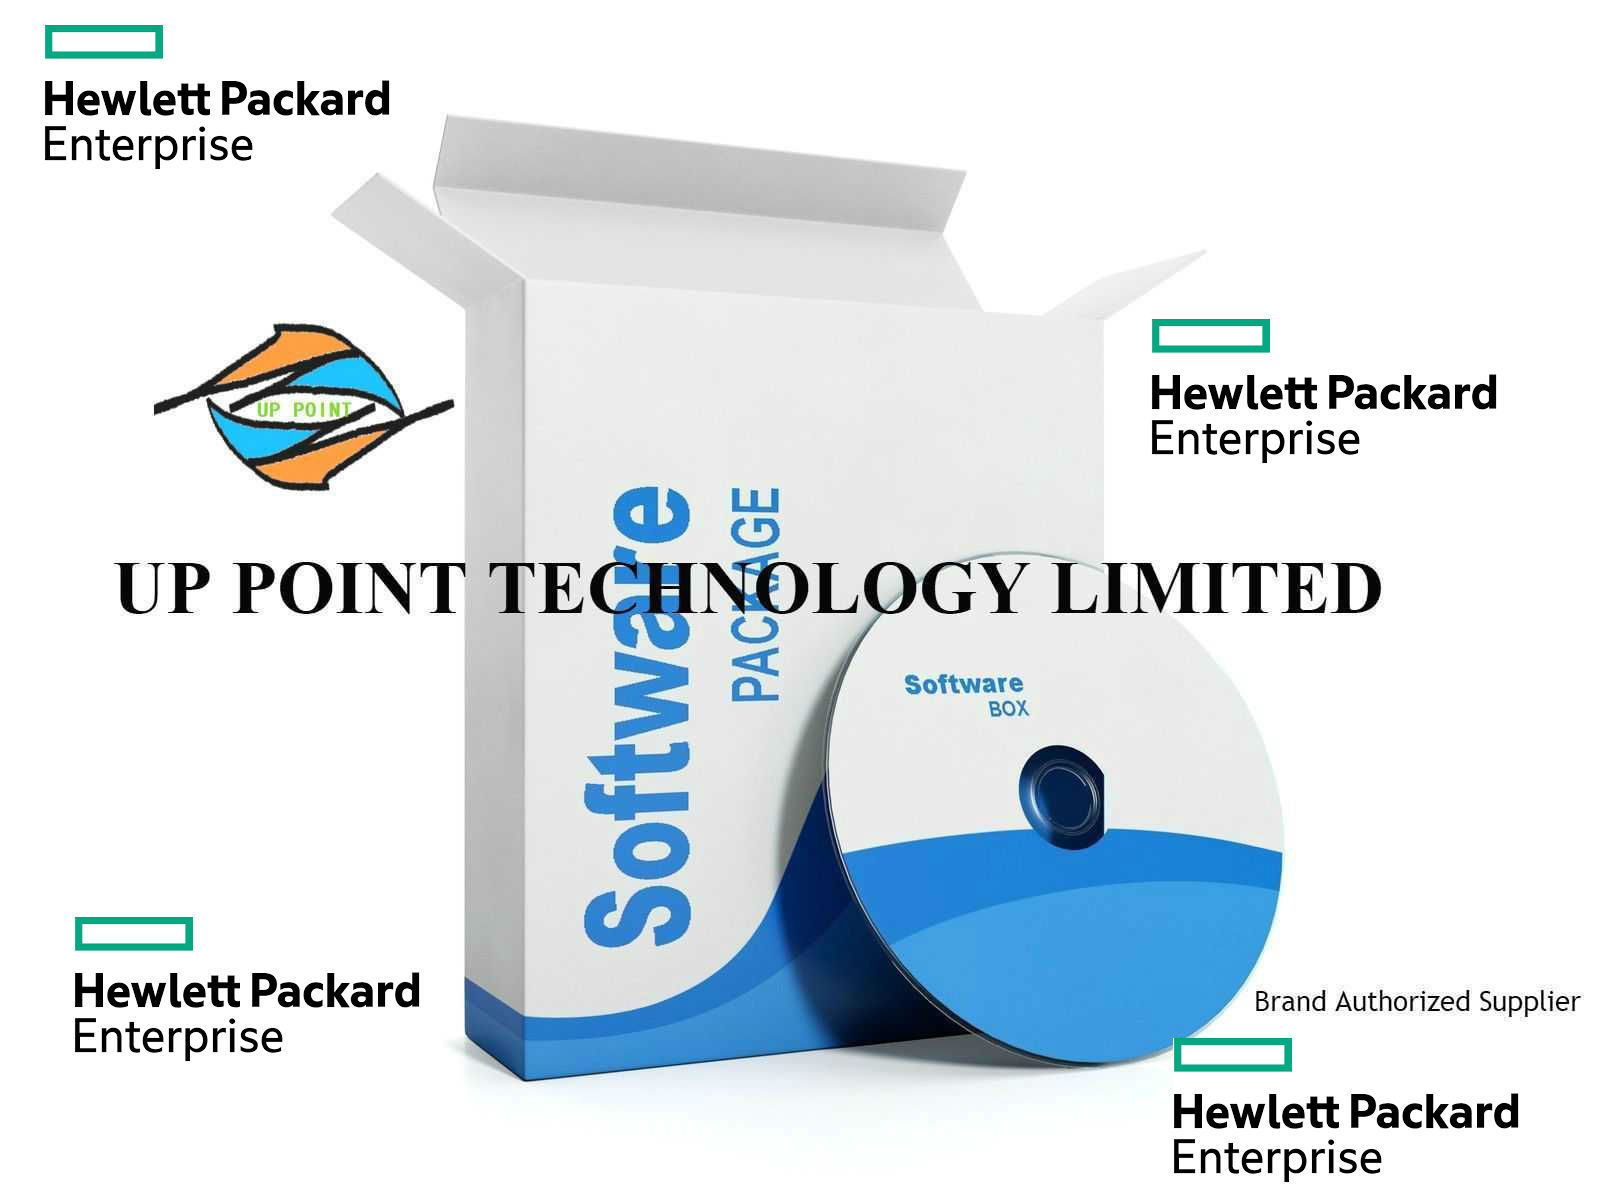 Hewlett Packard
Enterprise
Hewlett Packard
Enterprise
UP POINT
Software
PACKAGE
UP POINT TECHNOLOGY LIMITED
Software
BOX
Hewlett Packard
Enterprise
Brand Authorized Supplier
Hewlett Packard
Enterprise